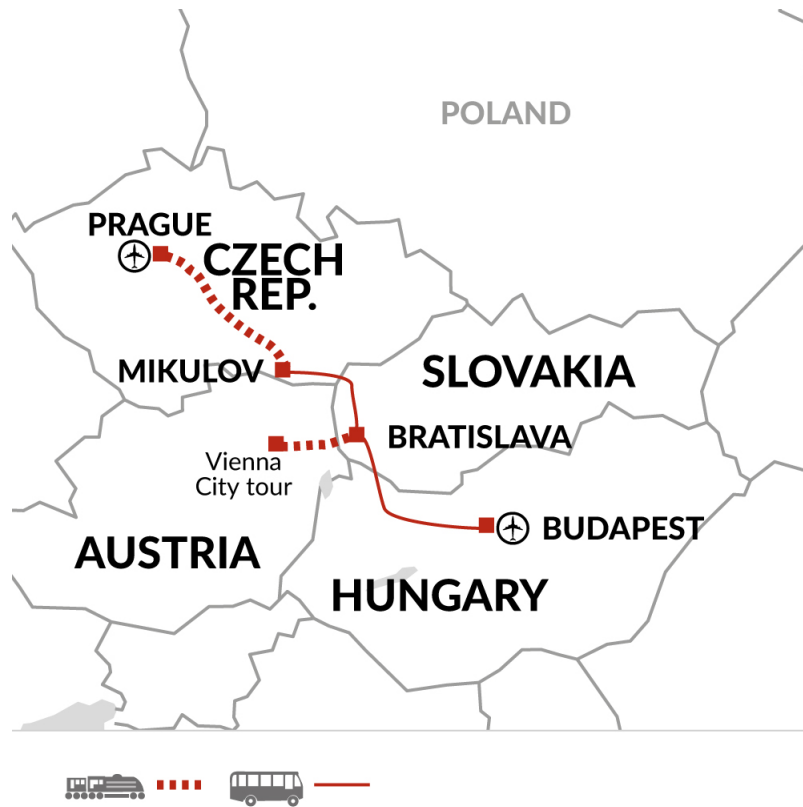 POLAND
PRAGUE
CZECH
REP.
MIKULOV
SLOVAKIA
BRATISLAVA
Vienna
City tour
BUDAPEST
AUSTRIA
HUNGARY